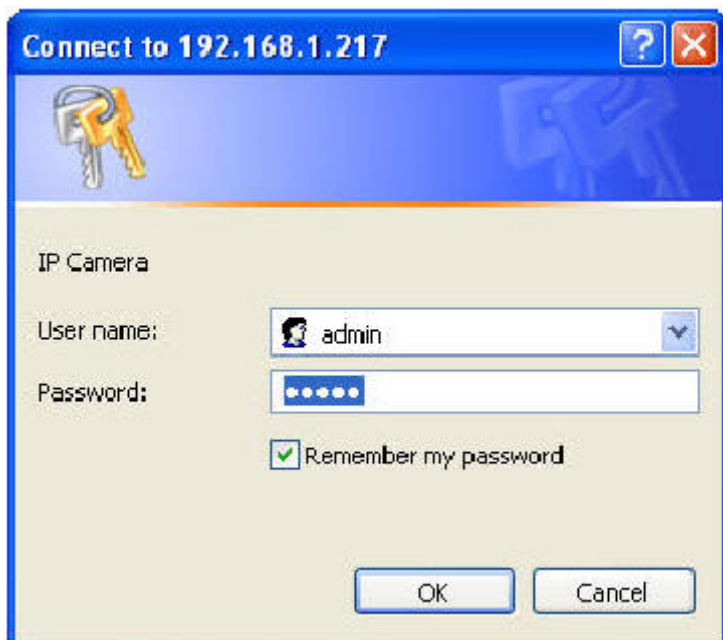 Connect to 192.168.1.217
IP Camera
User name: admin
Password: •••••
Remember my password
OK Cancel